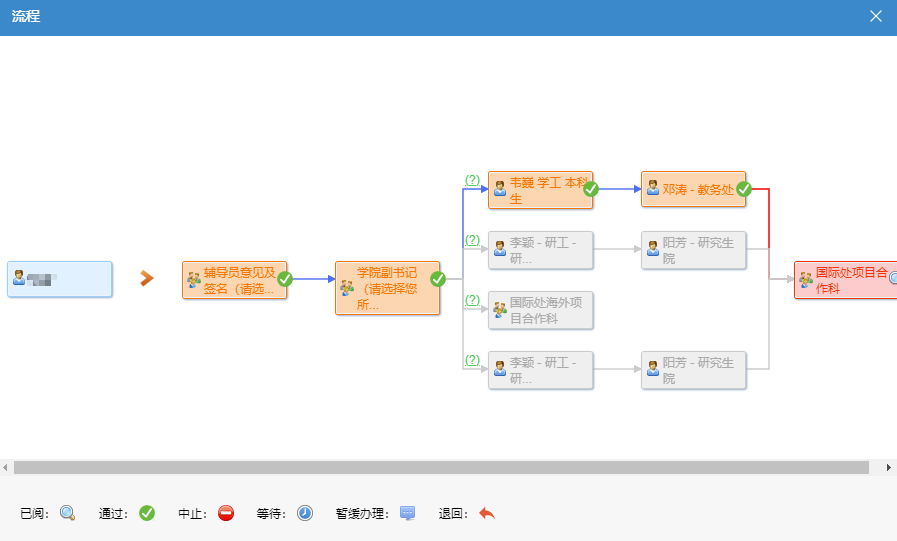 流程
(?)
韦巍 学工 本科
生
邓涛 - 教务处
(?)
李颖 - 研工 -
研...
阳芳 - 研究生
院
辅导员意见及
签名（请选...
学院副书记
（请选择您
所...
国际处项目合
作科
(?)
国际处海外项
目合作科
(?)
李颖 - 研工 -
研...
阳芳 - 研究生
院
已阅： 通过： 中止： 等待： 暂缓办理： 退回：